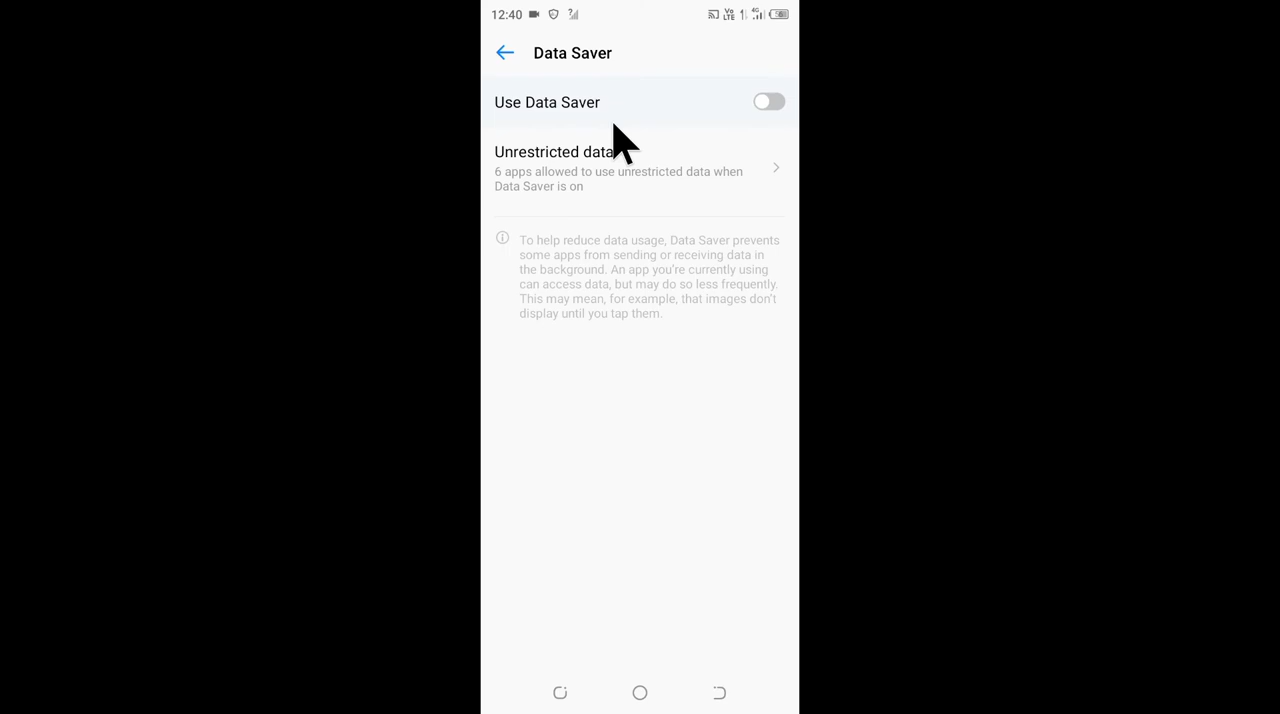 12:40
Vo
LTE
4G
Data Saver
Use Data Saver
Unrestricted data
6 apps allowed to use unrestricted data when
Data Saver is on
To help reduce data usage, Data Saver prevents
some apps from sending or receiving data in
the background. An app you're currently using
can access data, but may do so less frequently.
This may mean, for example, that images don't
display until you tap them.